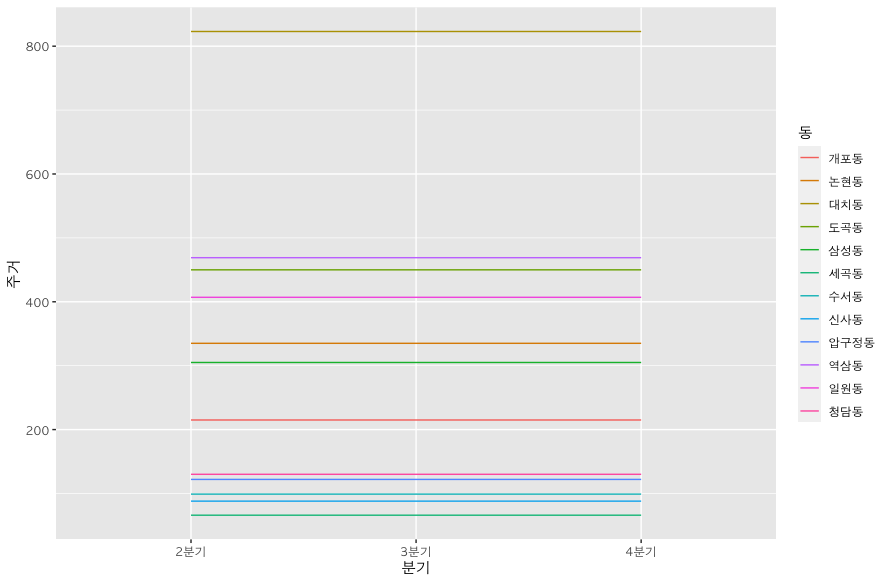 800
600
400
200
주거
2분기
3분기
4분기
분기
동
개포동
논현동
대치동
도곡동
삼성동
세곡동
수서동
신사동
압구정동
역삼동
일원동
청담동